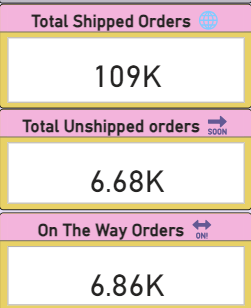 Total Shipped Orders
109K
Total Unshipped orders SOON
6.68K
On The Way Orders ON!
6.86K